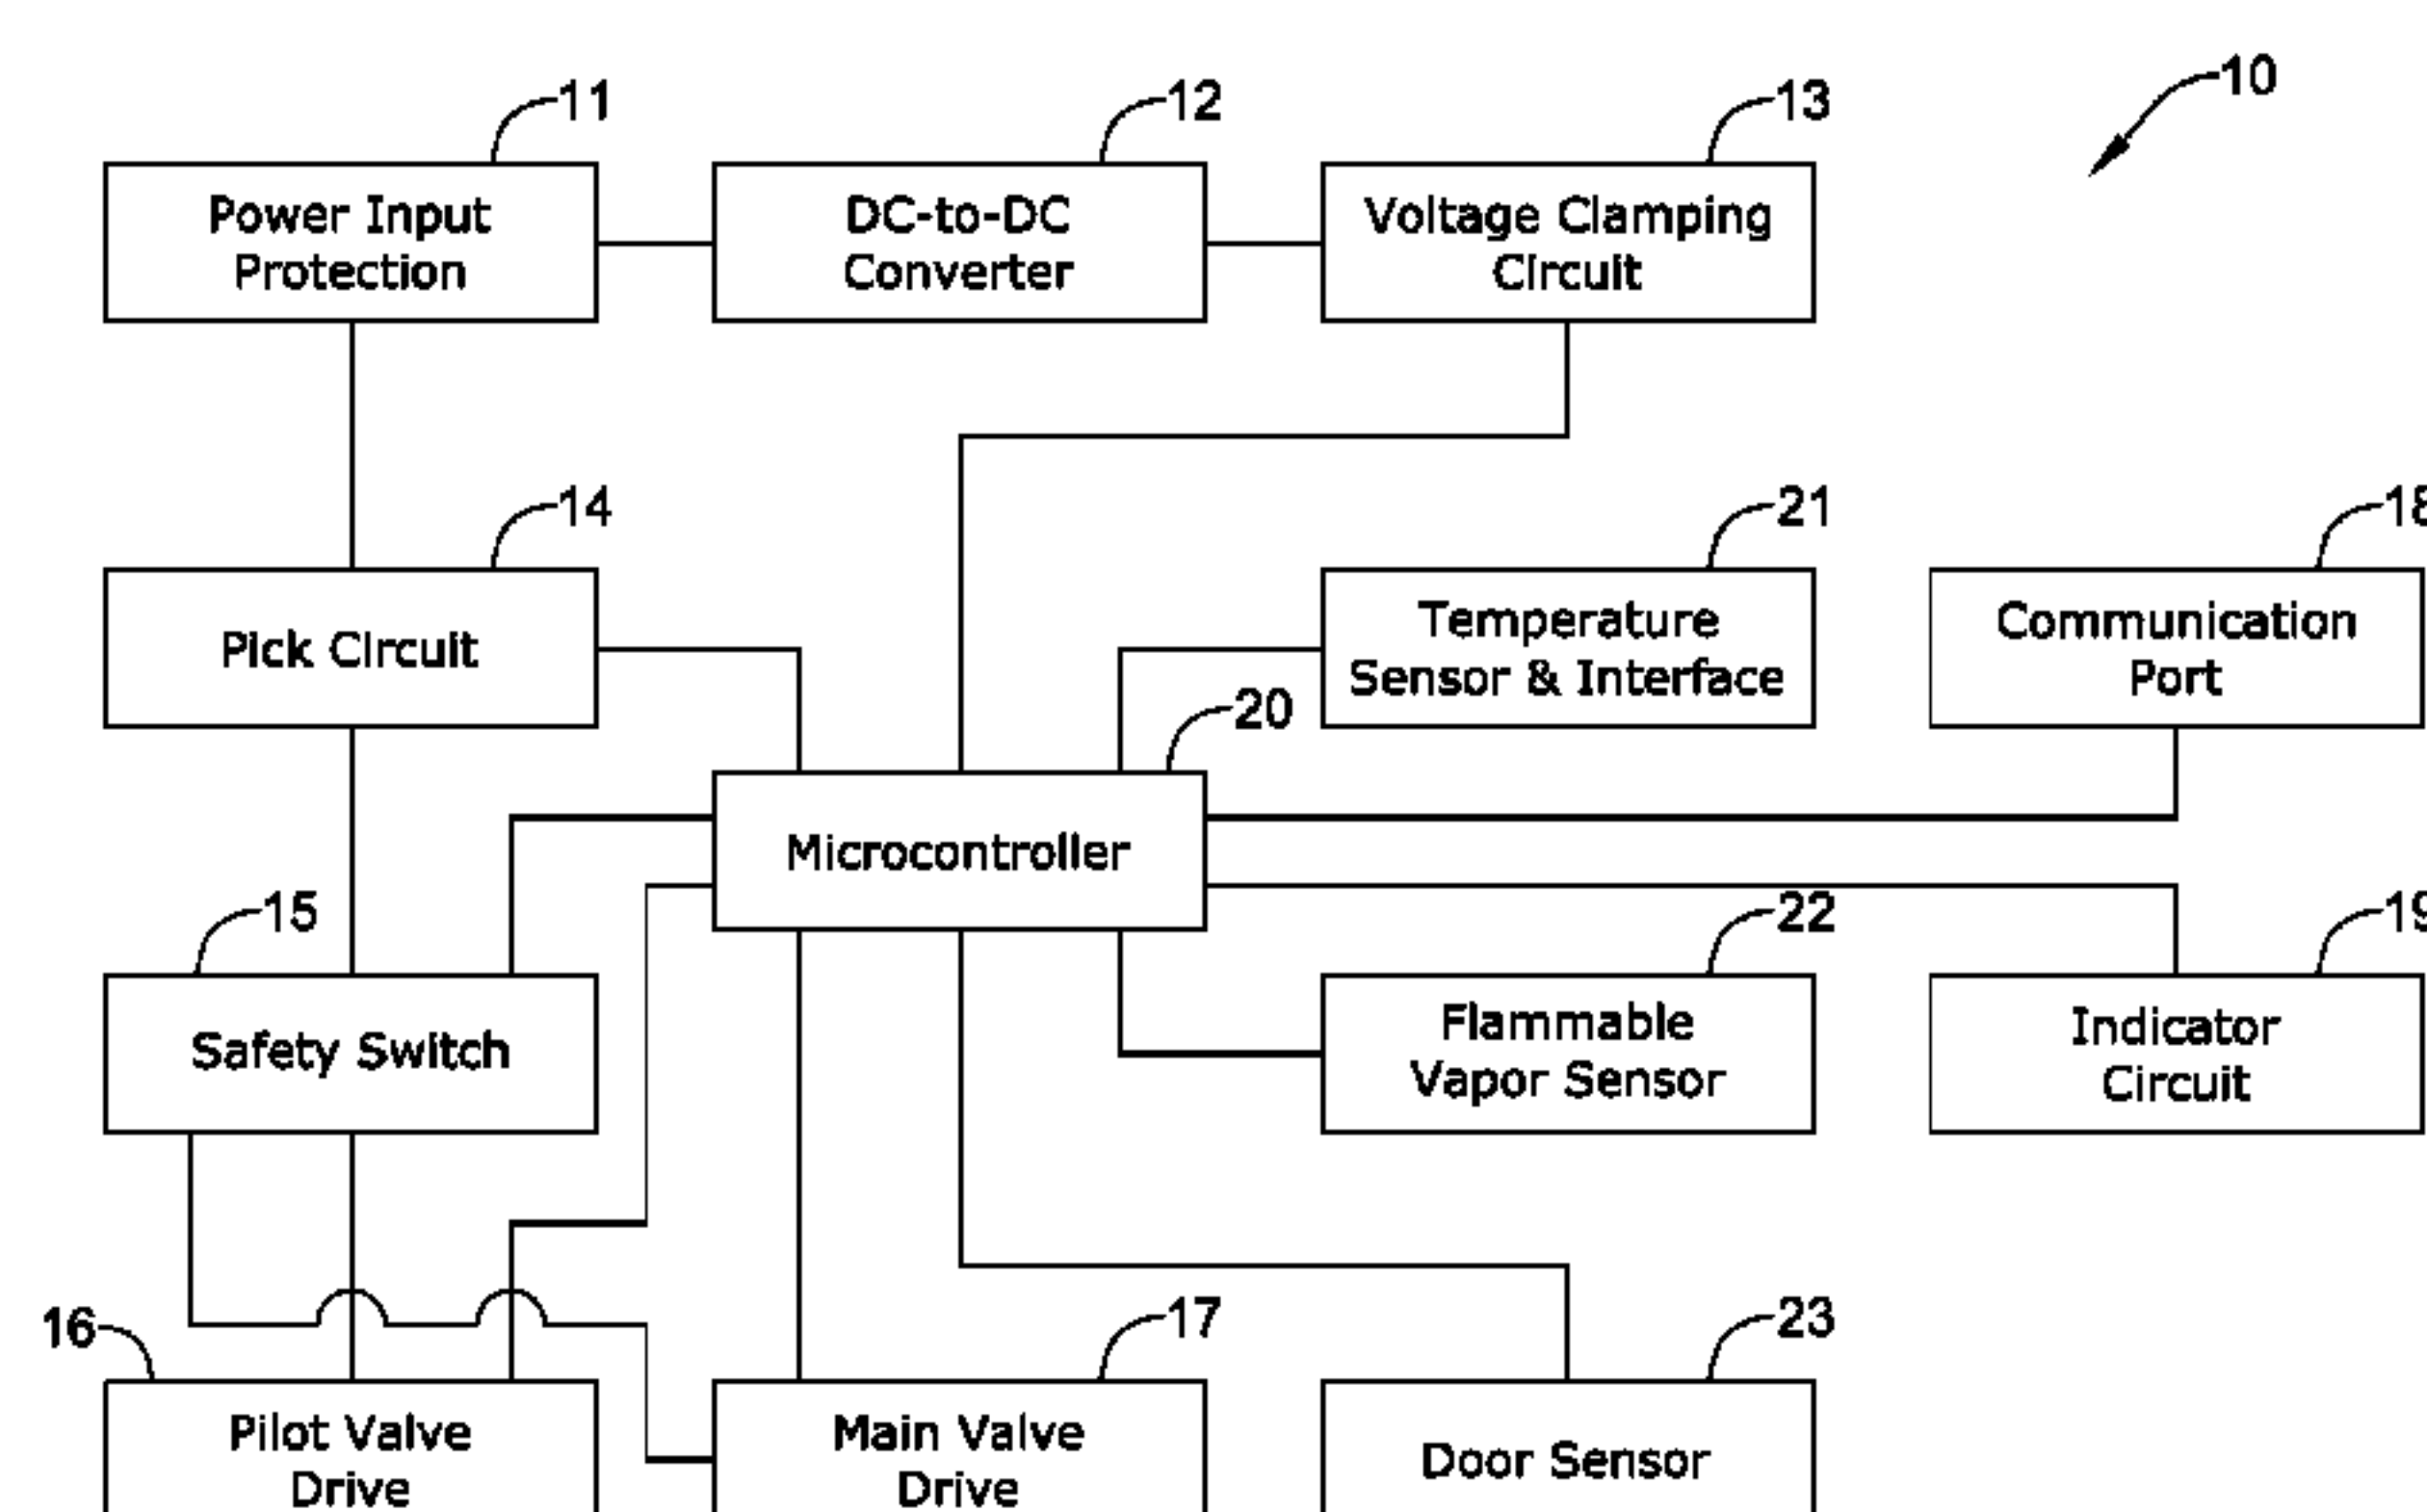 10
11
12
13
Power Input
Protection
DC-to-DC
Converter
Voltage Clamping
Circuit
14
21
18
Pick Circuit
Temperature
Sensor & Interface
Communication
Port
20
Microcontroller
15
22
19
Safety Switch
Flammable
Vapor Sensor
Indicator
Circuit
16
17
23
Pilot Valve
Drive
Main Valve
Drive
Door Sensor